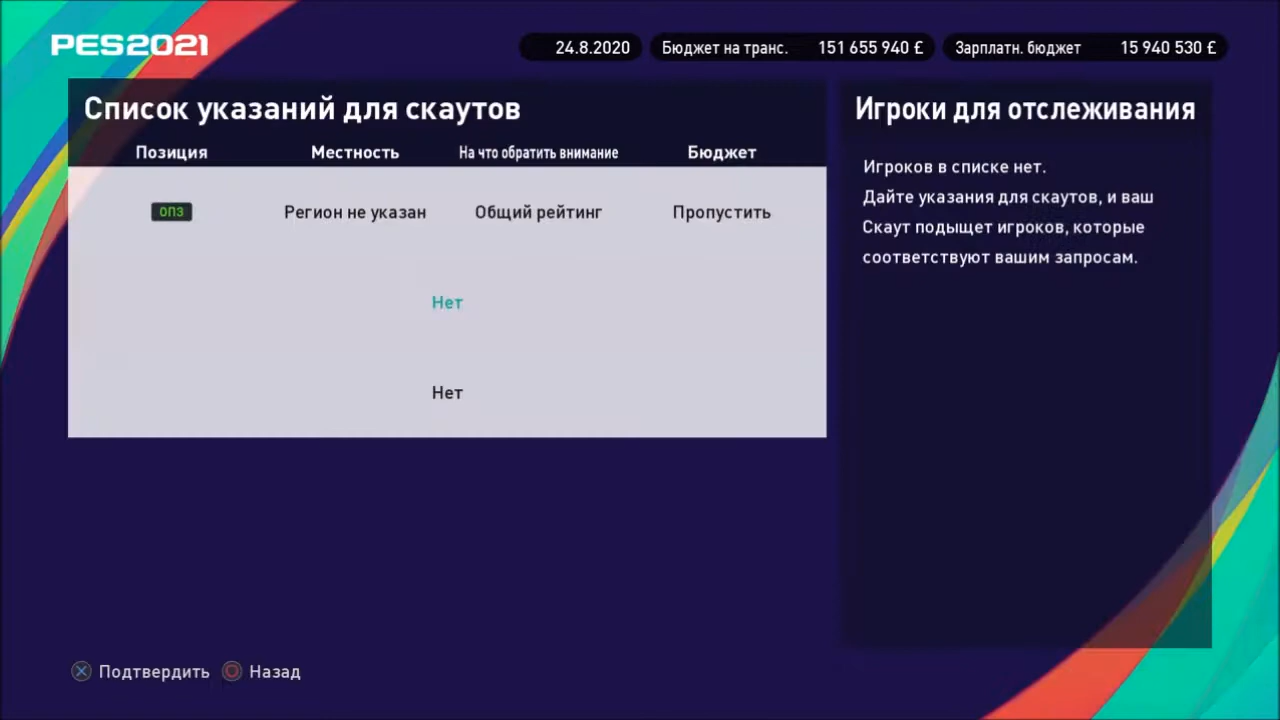 PES2021
24.8.2020 Бюджет на транс. 151 655 940 £ Зарплатн. бюджет 15 940 530 £
Список указаний для скаутов
Позиция Местность На что обратить внимание Бюджет
ОПЗ Регион не указан Общий рейтинг Пропустить
Нет
Нет
Игроки для отслеживания
Игроков в списке нет.
Дайте указания для скаутов, и ваш
Скаут подыщет игроков, которые
соответствуют вашим запросам.
Подтвердить Назад